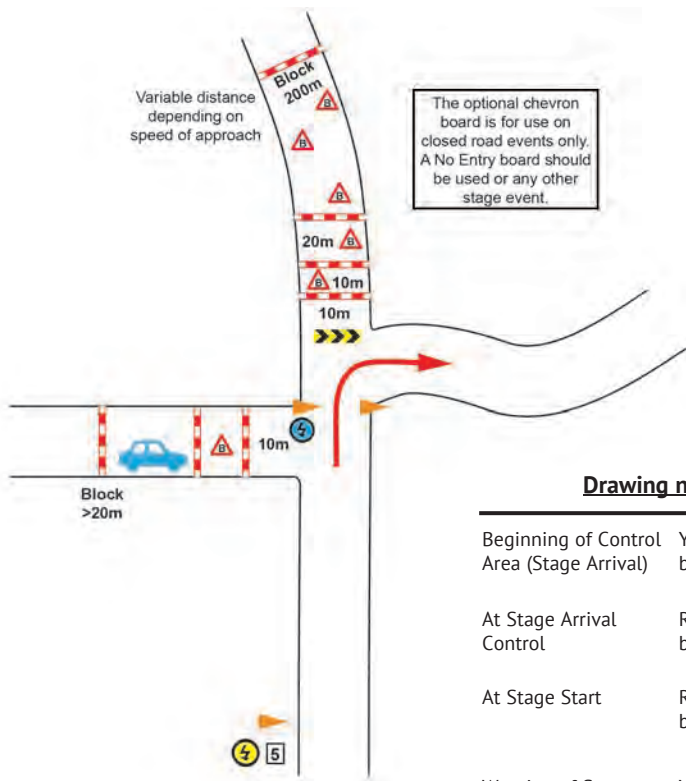 Block
200m
Variable distance
depending on
speed of approach
B
B
B
The optional chevron
board is for use on
closed road events only.
A No Entry board should
be used or any other
stage event.
20m B
B 10m
10m
B
10m
Block
>20m
5
Drawing n
Beginning of Control Y
Area (Stage Arrival) b
At Stage Arrival R
Control b
At Stage Start R
b